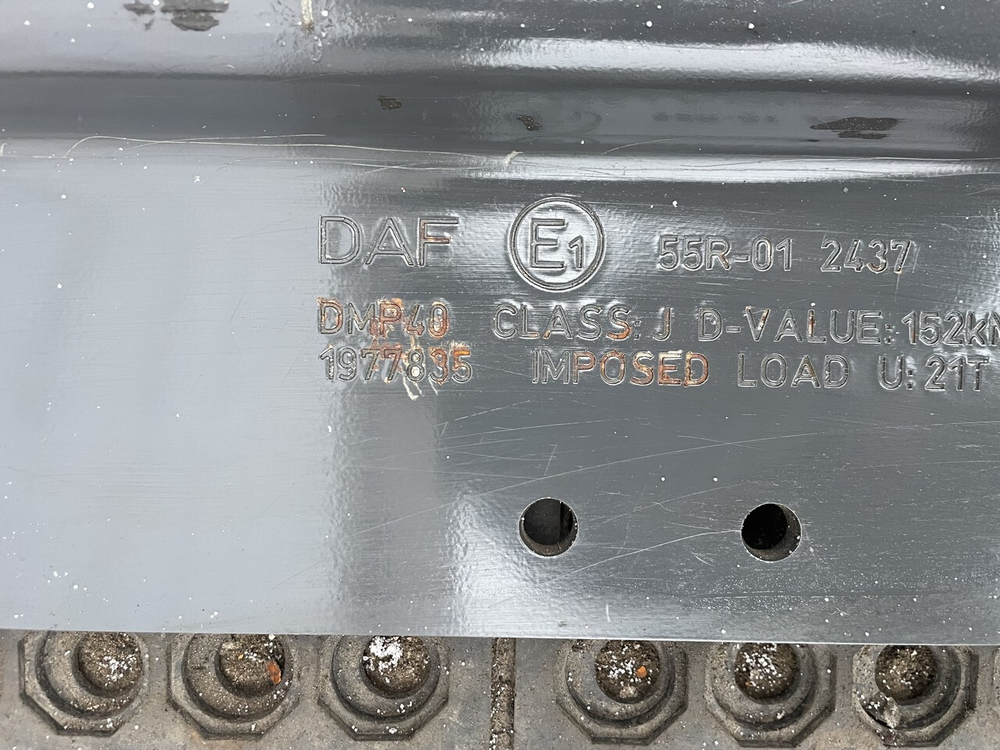 DAF E1 55R-01 2437
DMP40 CLASS: J D-VALUE: 152kN
1977835 IMPOSED LOAD U: 21T